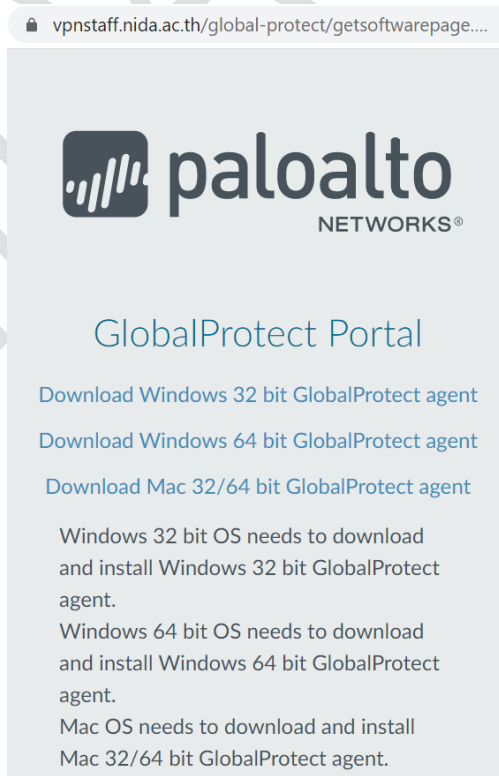 vpnstaff.nida.ac.th/global-protect/getsoftwarepage....
paloalto
NETWORKS®
GlobalProtect Portal
Download Windows 32 bit GlobalProtect agent
Download Windows 64 bit GlobalProtect agent
Download Mac 32/64 bit GlobalProtect agent
Windows 32 bit OS needs to download
and install Windows 32 bit GlobalProtect
agent.
Windows 64 bit OS needs to download
and install Windows 64 bit GlobalProtect
agent.
Mac OS needs to download and install
Mac 32/64 bit GlobalProtect agent.